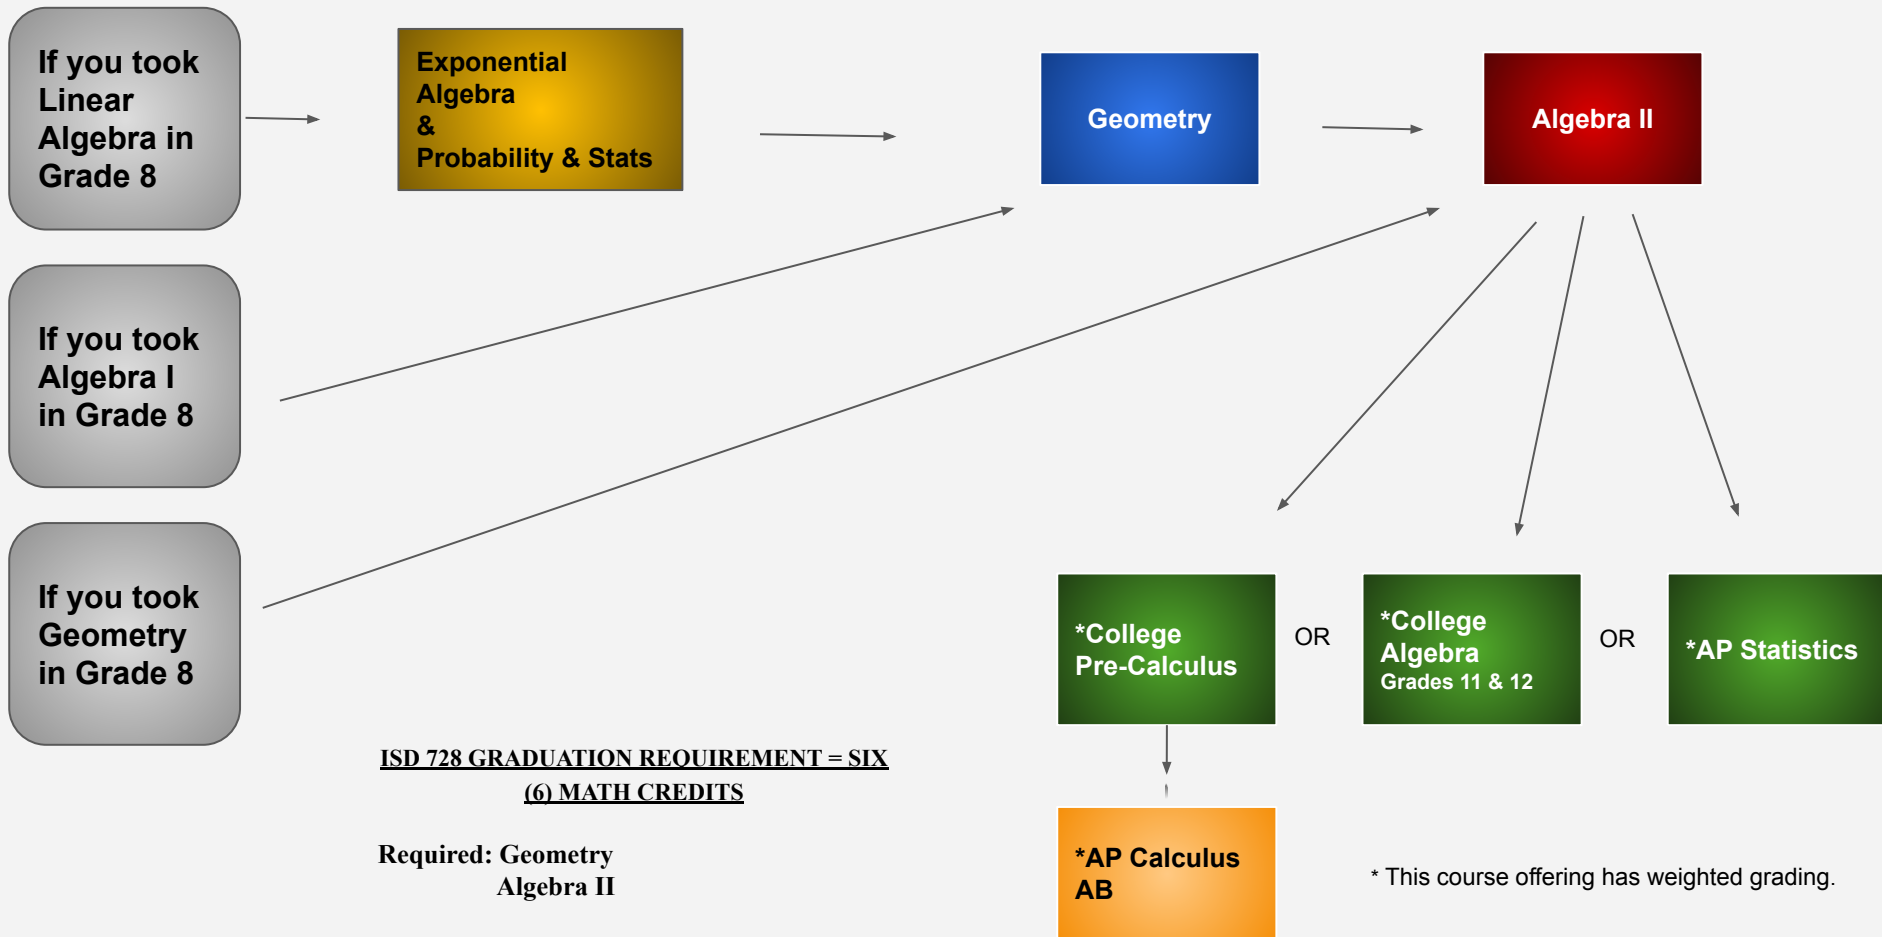 If you took
Linear
Algebra in
Grade 8
Exponential
Algebra
&
Probability & Stats
Geometry
Algebra II
If you took
Algebra I
in Grade 8
If you took
Geometry
in Grade 8
*College
Pre-Calculus
OR
*College
Algebra
Grades 11 & 12
OR
*AP Statistics
ISD 728 GRADUATION REQUIREMENT = SIX
(6) MATH CREDITS
Required: Geometry
Algebra II
*AP Calculus
AB
* This course offering has weighted grading.